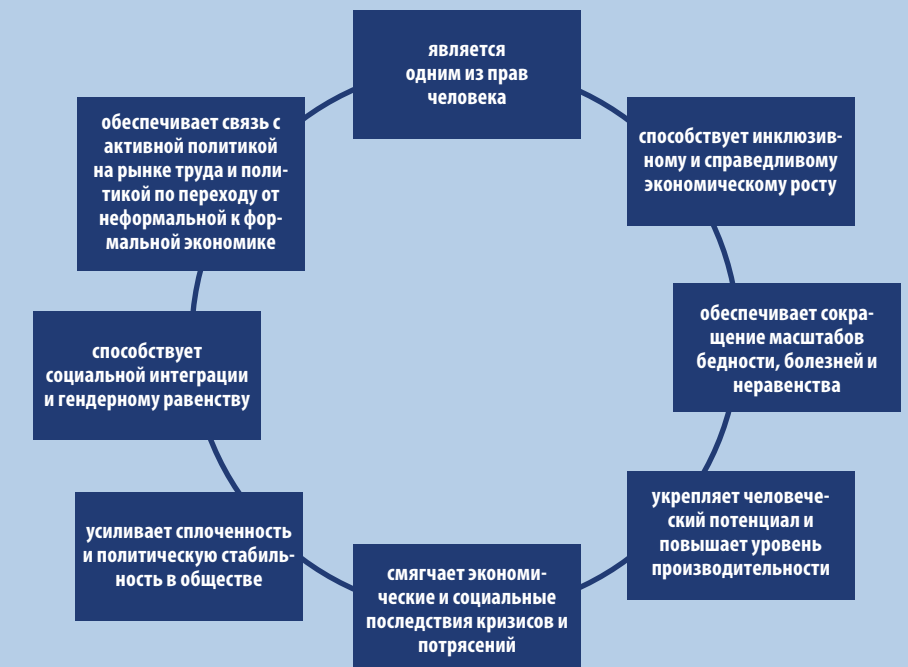 является
одним из прав
человека
способствует инклюзив-
ному и справедливому
экономическому росту
обеспечивает сокра-
щение масштабов
бедности, болезней и
неравенства
укрепляет человече-
ский потенциал и
повышает уровень
производительности
смягчает экономи-
ческие и социальные
последствия кризисов и
потрясений
усиливает сплоченность
и политическую стабиль-
ность в обществе
способствует
социальной интеграции
и гендерному равенству
обеспечивает связь с
активной политикой
на рынке труда и поли-
тикой по переходу от
неформальной к фор-
мальной экономике